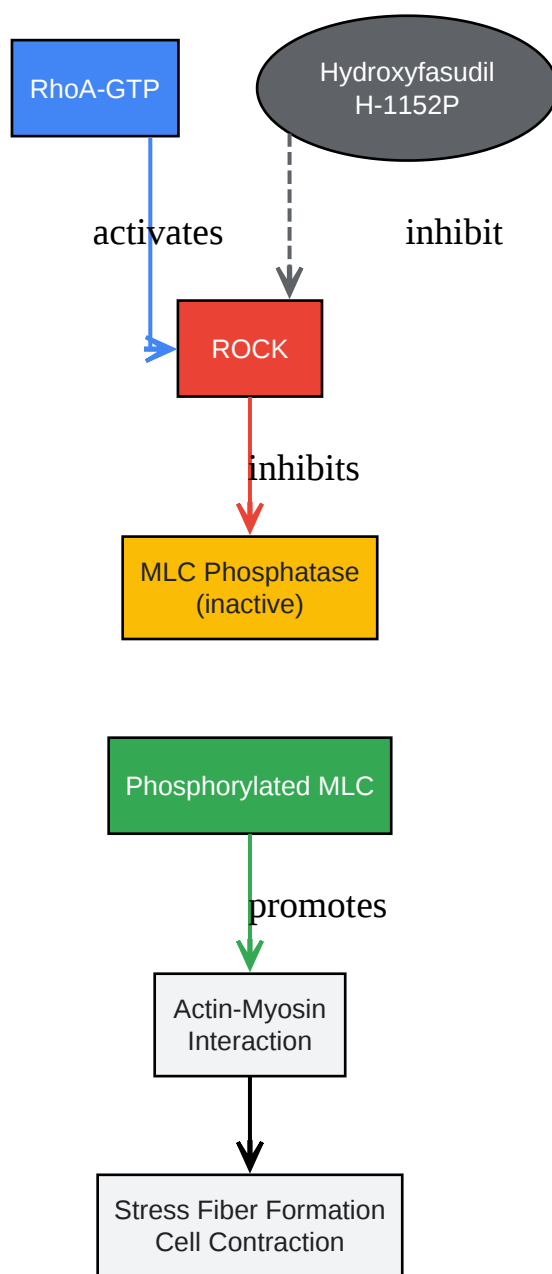 RhoA-GTP
Hydroxyfasudil
H-1152P
activates
inhibit
ROCK
inhibits
MLC Phosphatase
(inactive)
Phosphorylated MLC
promotes
Actin-Myosin
Interaction
Stress Fiber Formation
Cell Contraction